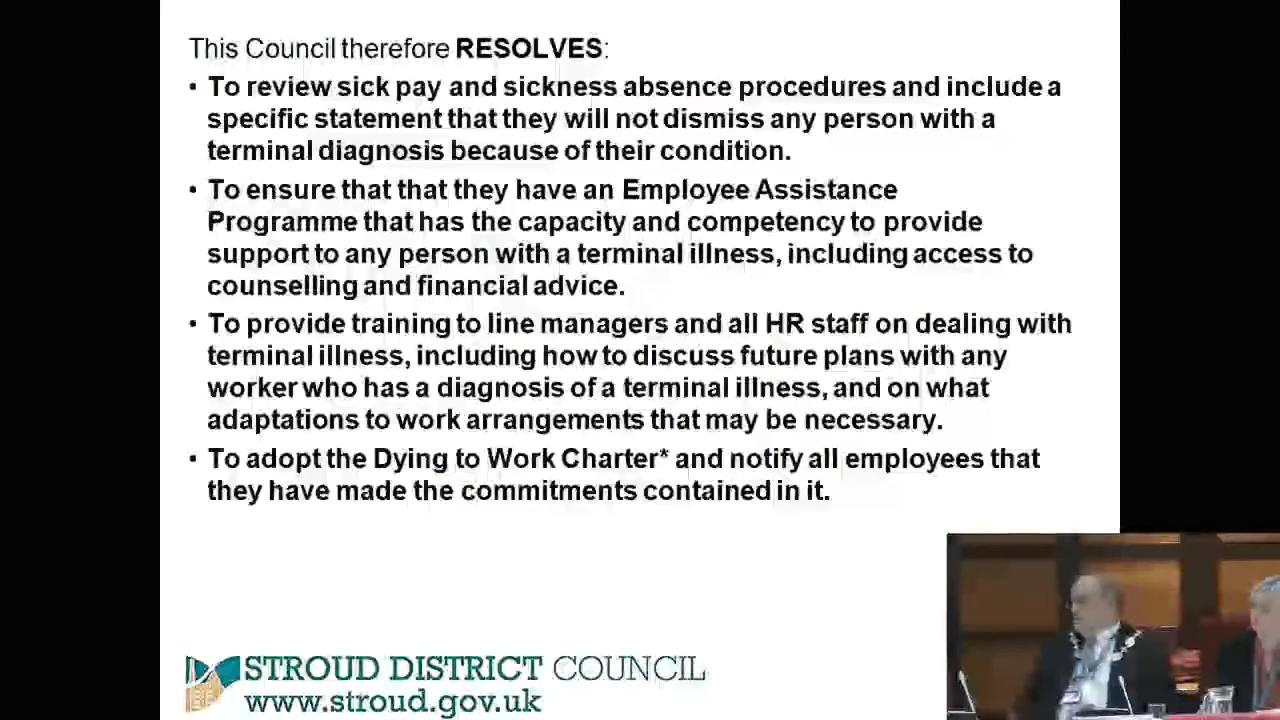 This Council therefore RESOLVES:
• To review sick pay and sickness absence procedures and include a
specific statement that they will not dismiss any person with a
terminal diagnosis because of their condition.
• To ensure that that they have an Employee Assistance
Programme that has the capacity and competency to provide
support to any person with a terminal illness, including access to
counselling and financial advice.
• To provide training to line managers and all HR staff on dealing with
terminal illness, including how to discuss future plans with any
worker who has a diagnosis of a terminal illness, and on what
adaptations to work arrangements that may be necessary.
• To adopt the Dying to Work Charter* and notify all employees that
they have made the commitments contained in it.
STROUD DISTRICT COUNCIL
www.stroud.gov.uk